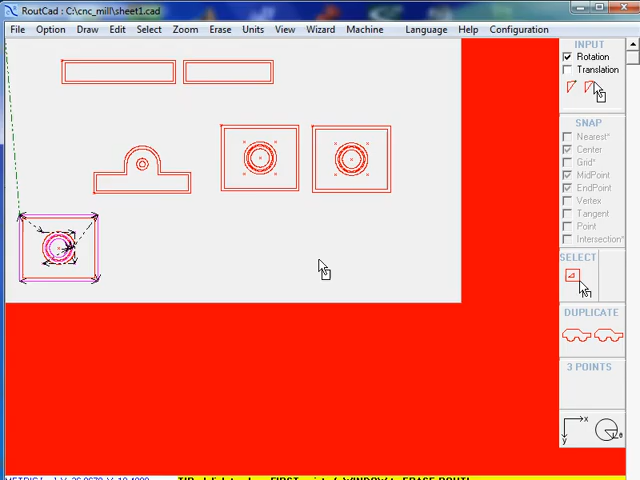 RoutCad : C:\cnc_mill\sheet1.cad
File Option Draw Edit Select Zoom Erase Units View Wizard Machine Language Help Configuration
INPUT
Rotation
Translation
SNAP
Nearest*
Center
Grid*
MidPoint
EndPoint
Vertex
Tangent
Point
Intersection*
SELECT
DUPLICATE
3 POINTS
x
y